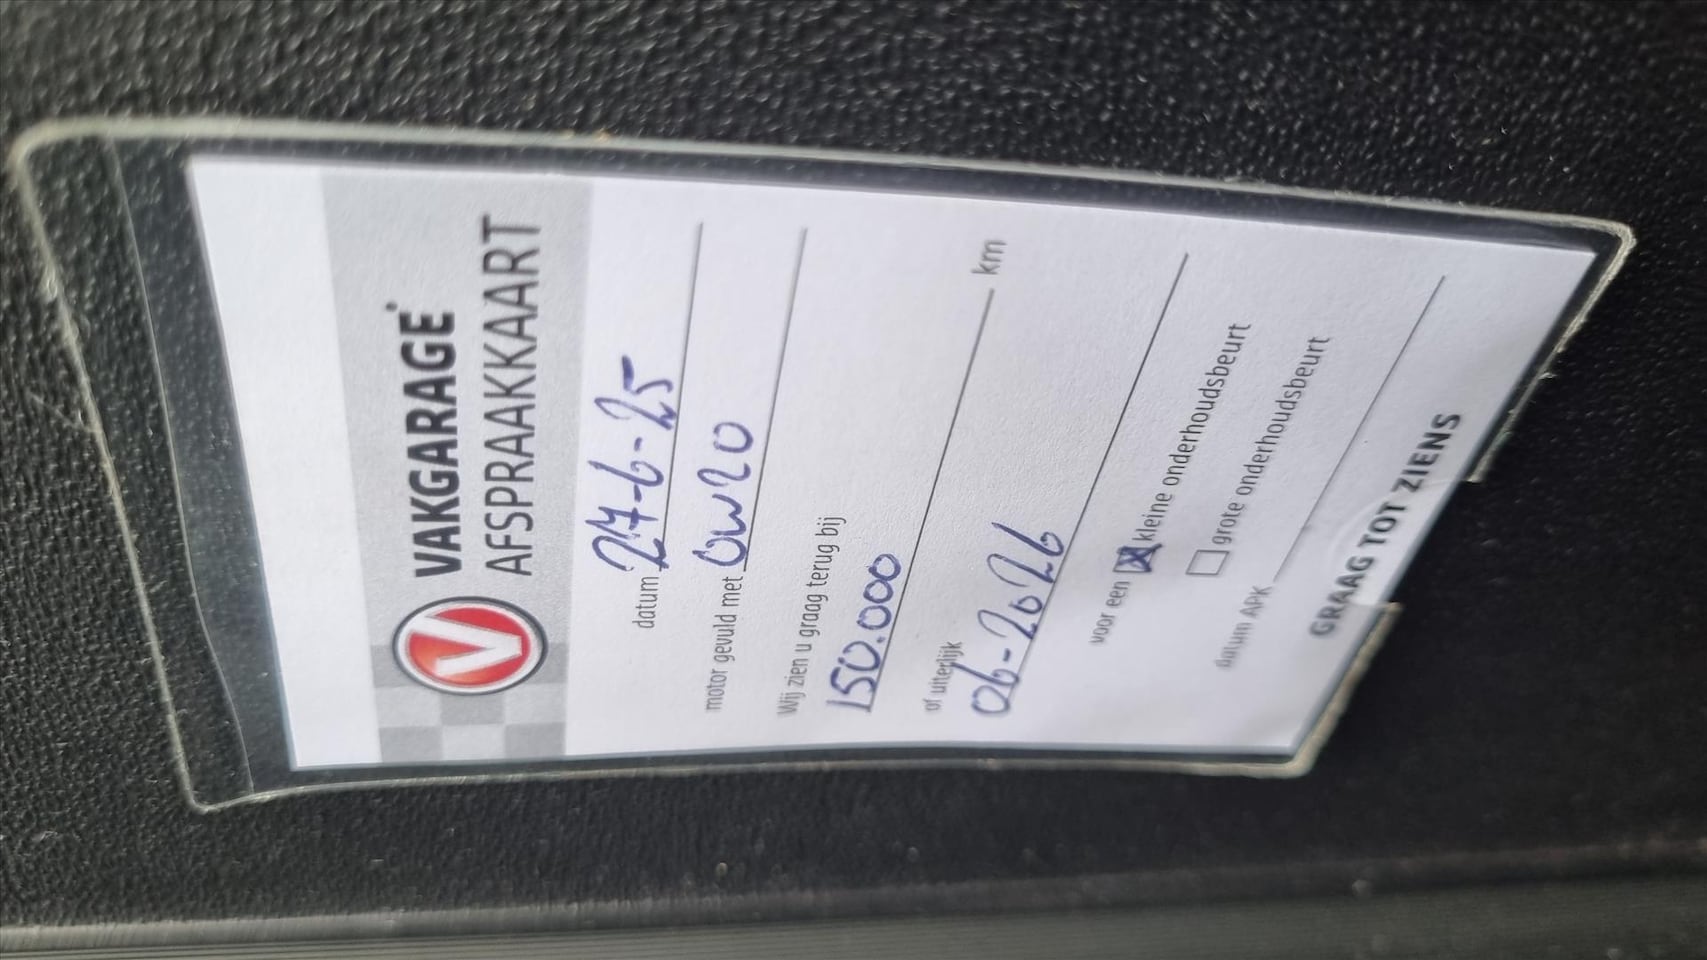 VAKGARAGE
AFSPRAAKKAART
datum 27-6-25
motor gevuld met 0W20
Wij zien u graag terug bij
150.000 km
of uiterlijk
06-2026
voor een ☒ kleine onderhoudsbeurt
☐ grote onderhoudsbeurt
datum APK
GRAAG TOT ZIENS